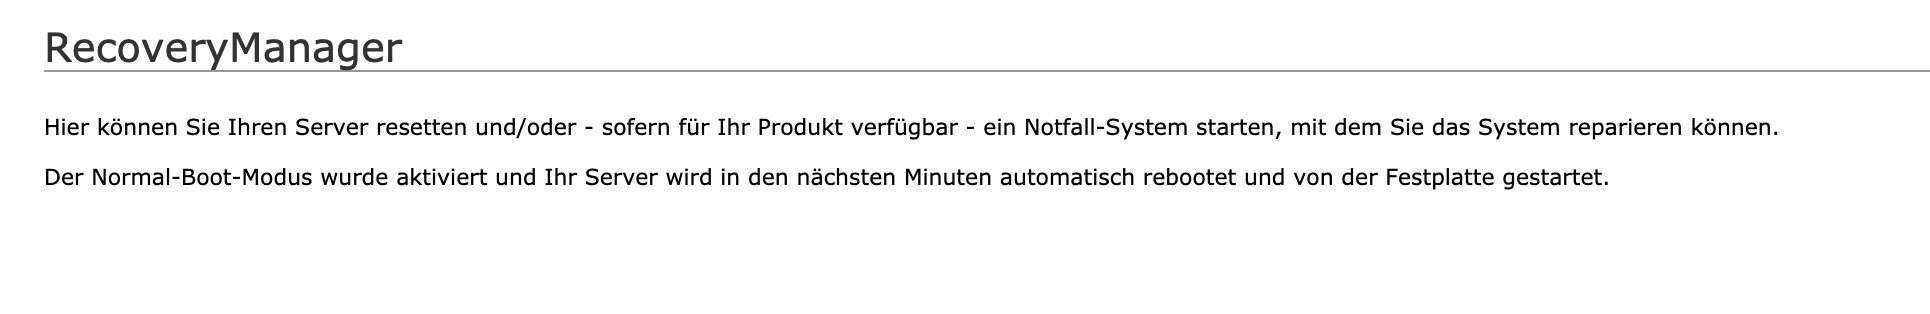 RecoveryManager
Hier können Sie Ihren Server resetten und/oder - sofern für Ihr Produkt verfügbar - ein Notfall-System starten, mit dem Sie das System reparieren können.
Der Normal-Boot-Modus wurde aktiviert und Ihr Server wird in den nächsten Minuten automatisch rebootet und von der Festplatte gestartet.